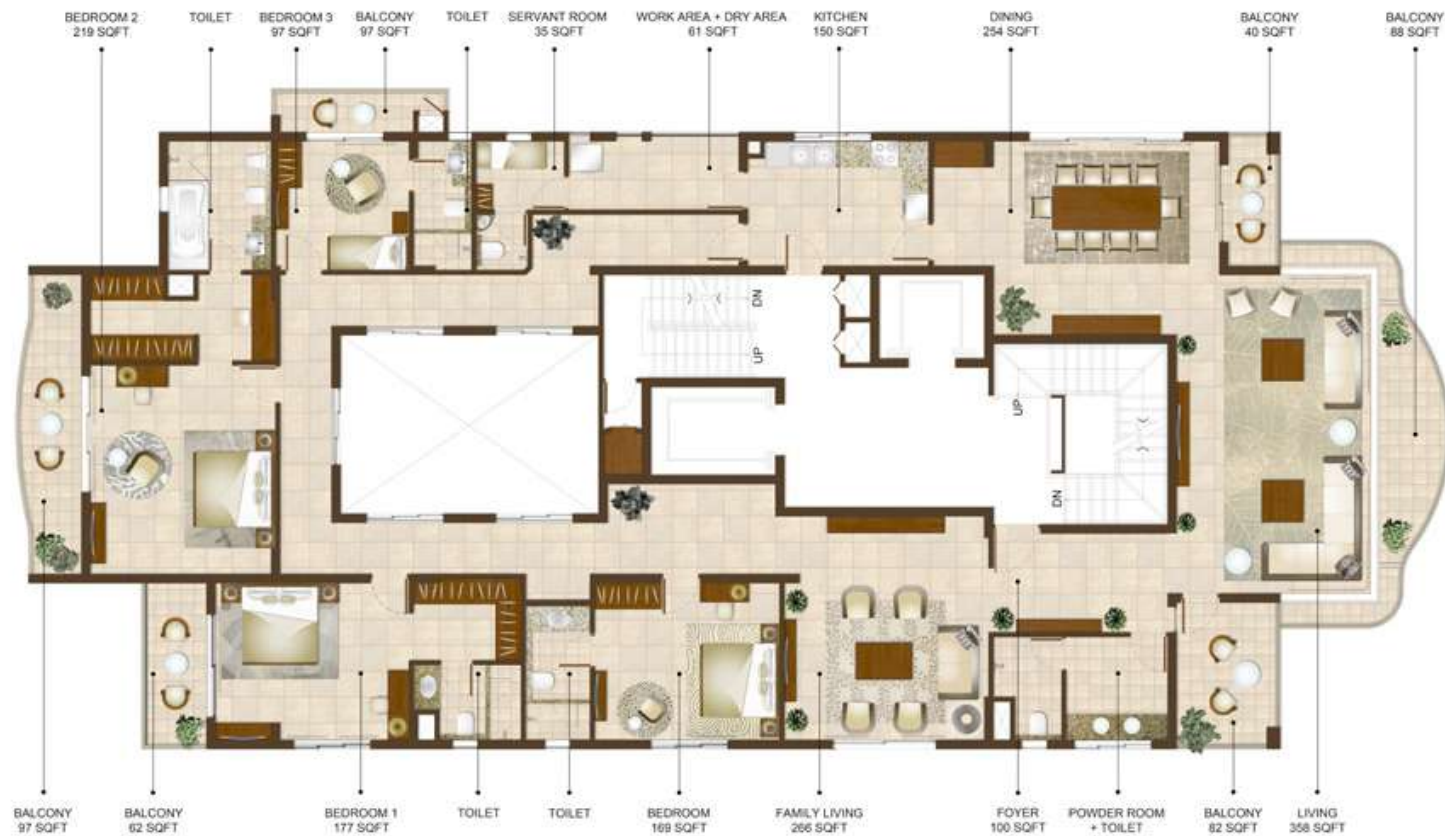 BEDROOM 2
219 SQFT
TOILET
BEDROOM 3
97 SQFT
BALCONY
97 SQFT
TOILET
SERVANT ROOM
35 SQFT
WORK AREA + DRY AREA
61 SQFT
KITCHEN
150 SQFT
DINING
254 SQFT
BALCONY
40 SQFT
BALCONY
88 SQFT
DN
UP
UP
DN
BALCONY
97 SQFT
BALCONY
62 SQFT
BEDROOM 1
177 SQFT
TOILET
TOILET
BEDROOM
169 SQFT
FAMILY LIVING
266 SQFT
FOYER
100 SQFT
POWDER ROOM
+ TOILET
BALCONY
82 SQFT
LIVING
358 SQFT